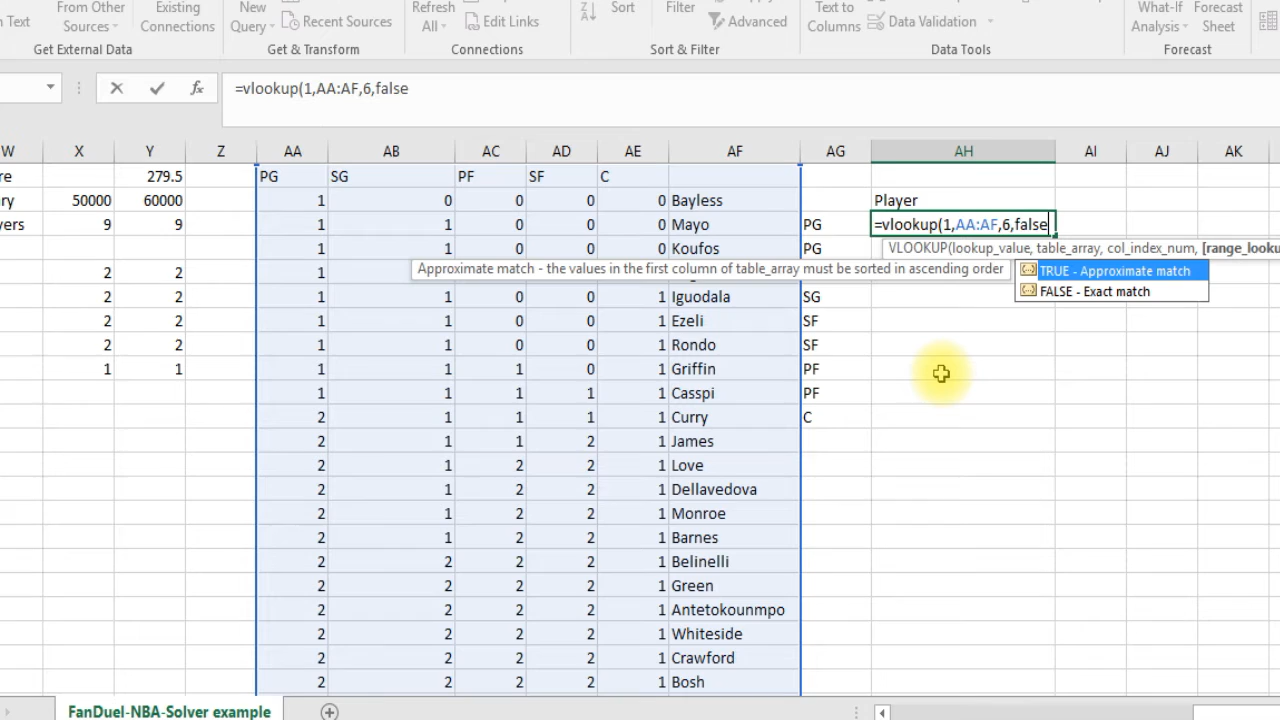 From Other Existing New Recent Sources Refresh Sort Filter Advanced Text to Data Validation What-If Forecast
Text Sources Connections Query All Edit Links Columns Analysis Sheet
Get External Data Get & Transform Connections Sort & Filter Data Tools Forecast
fx =vlookup(1,AA:AF,6,false
W X Y Z AA AB AC AD AE AF AG AH AI AJ AK
re 279.5 PG SG PF SF C
ary 50000 60000 1 0 0 0 0 Bayless Player
yers 9 9 1 1 0 0 0 Mayo PG =vlookup(1,AA:AF,6,false
1 1 0 0 0 Koufos PG VLOOKUP(lookup_value, table_array, col_index_num, [range_looku
2 2 1 Approximate match - the values in the first column of table_array must be sorted in ascending order TRUE - Approximate match
2 2 1 1 0 0 1 Iguodala SG FALSE - Exact match
2 2 1 1 0 0 1 Ezeli SF
2 2 1 1 0 0 1 Rondo SF
1 1 1 1 1 0 1 Griffin PF
1 1 1 1 1 Casspi PF
2 1 1 1 1 Curry C
2 1 1 2 1 James
2 1 2 2 1 Love
2 1 2 2 1 Dellavedova
2 1 2 2 1 Monroe
2 1 2 2 1 Barnes
2 2 2 2 1 Belinelli
2 2 2 2 1 Green
2 2 2 2 1 Antetokounmpo
2 2 2 2 1 Whiteside
2 2 2 2 1 Crawford
2 2 2 2 1 Bosh
FanDuel-NBA-Solver example